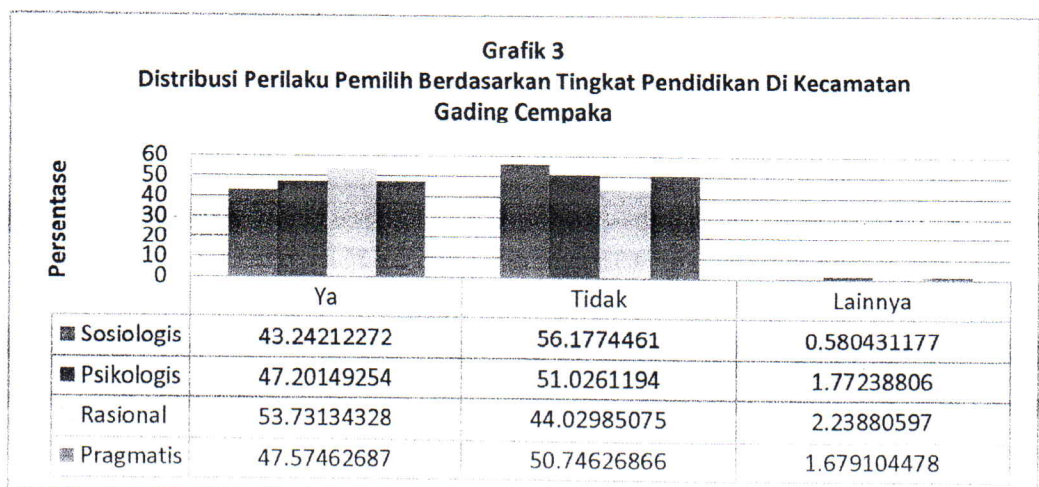 Grafik 3
Distribusi Perilaku Pemilih Berdasarkan Tingkat Pendidikan Di Kecamatan
Gading Cempaka
Persentase
60
50
40
30
20
10
0
Ya Tidak Lainnya
Sosiologis 43.24212272 56.1774461 0.580431177
Psikologis 47.20149254 51.0261194 1.77238806
Rasional 53.73134328 44.02985075 2.23880597
Pragmatis 47.57462687 50.74626866 1.679104478